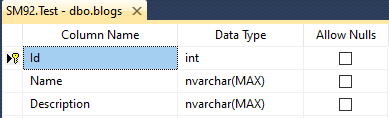 SM92.Test - dbo.blogs
Column Name Data Type Allow Nulls
Id int
Name nvarchar(MAX)
Description nvarchar(MAX)